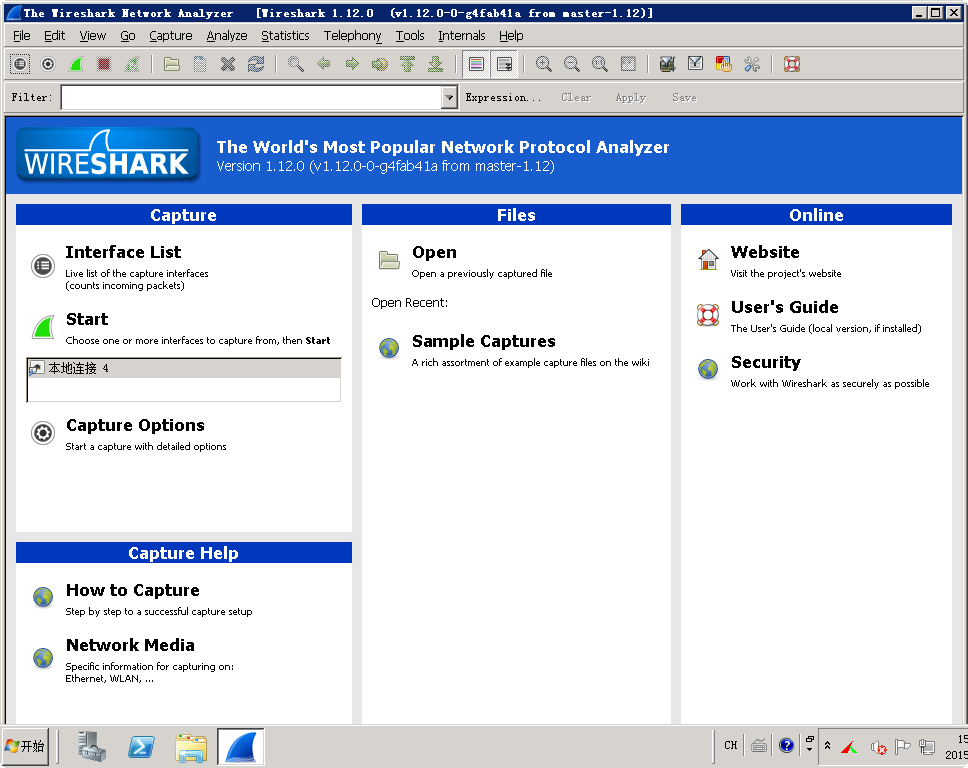 The Wireshark Network Analyzer [Wireshark 1.12.0 (v1.12.0-0-g4fab41a from master-1.12)]
File Edit View Go Capture Analyze Statistics Telephony Tools Internals Help
Filter: Expression... Clear Apply Save
WIRESHARK
The World's Most Popular Network Protocol Analyzer
Version 1.12.0 (v1.12.0-0-g4fab41a from master-1.12)
Capture
Interface List
Live list of the capture interfaces
(counts incoming packets)
Start
Choose one or more interfaces to capture from, then Start
本地连接 4
Capture Options
Start a capture with detailed options
Capture Help
How to Capture
Step by step to a successful capture setup
Network Media
Specific information for capturing on:
Ethernet, WLAN, ...
Files
Open
Open a previously captured file
Open Recent:
Sample Captures
A rich assortment of example capture files on the wiki
Online
Website
Visit the project's website
User's Guide
The User's Guide (local version, if installed)
Security
Work with Wireshark as securely as possible
开始
CH
15
2015